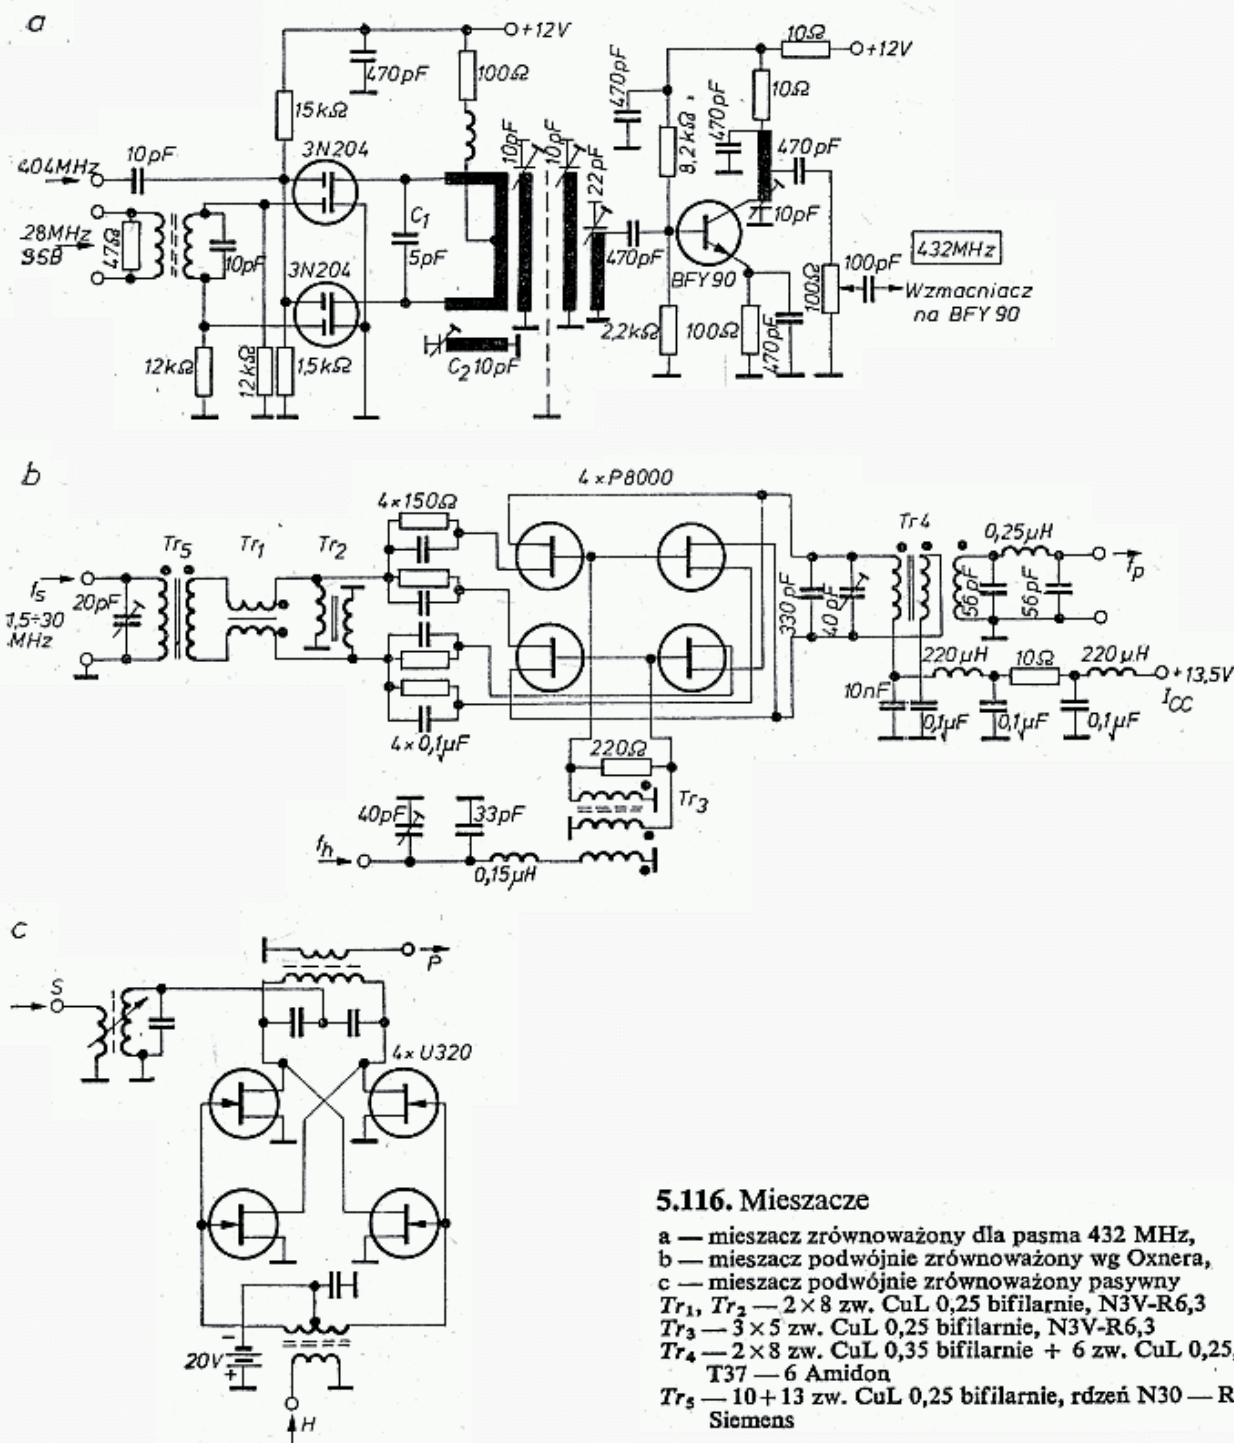 a
+12V
470pF
100Ω
15kΩ
3N204
404MHz
10pF
28MHz
SSB
47Ω
10pF
3N204
C₁
5pF
12kΩ
12kΩ
1,5kΩ
C₂ 10pF
10pF
10pF
22pF
470pF
470pF
8,2kΩ
10Ω
+12V
10Ω
470pF
470pF
10pF
BFY 90
2,2kΩ
100Ω
470pF
100Ω
100pF
432MHz
Wzmacniacz
na BFY 90
b
4×P8000
4×150Ω
Tr₅
Tr₁
Tr₂
fₛ
1,5÷30
MHz
20pF
4×0,1μF
330 pF
40 pF
Tr4
0,25μH
56pF
56pF
fₚ
220μH
10Ω
220μH
+13,5V
I_CC
10nF
0,1μF
0,1μF
0,1μF
220Ω
Tr₃
40pF
33pF
fₕ
0,15μH
c
P
S
4×U320
20V
-
+
H
5.116. Mieszacze
a — mieszacz zrównoważony dla pasma 432 MHz,
b — mieszacz podwójnie zrównoważony wg Oxnera,
c — mieszacz podwójnie zrównoważony pasywny
Tr₁, Tr₂ — 2×8 zw. CuL 0,25 bifilarnie, N3V-R6,3
Tr₃ — 3×5 zw. CuL 0,25 bifilarnie, N3V-R6,3
Tr₄ — 2×8 zw. CuL 0,35 bifilarnie + 6 zw. CuL 0,25,
T37 — 6 Amidon
Tr₅ — 10+13 zw. CuL 0,25 bifilarnie, rdzeń N30 — R
Siemens